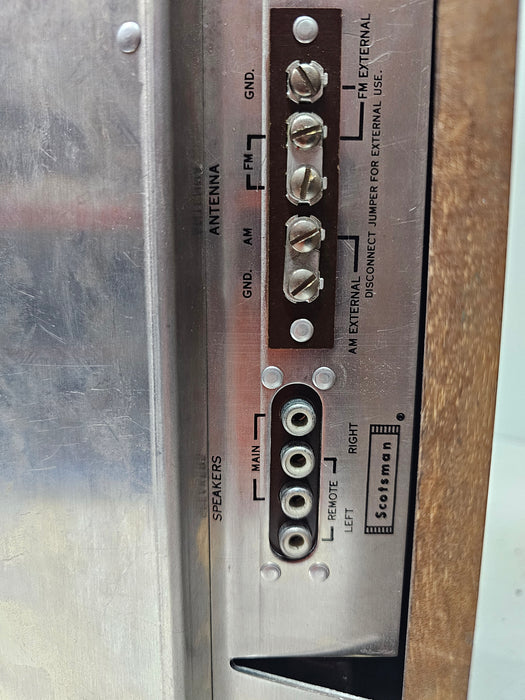 GND.
FM
ANTENNA
AM
GND.
FM EXTERNAL
DISCONNECT JUMPER FOR EXTERNAL USE.
AM EXTERNAL
MAIN
SPEAKERS
REMOTE
RIGHT
LEFT
Scotsman ®